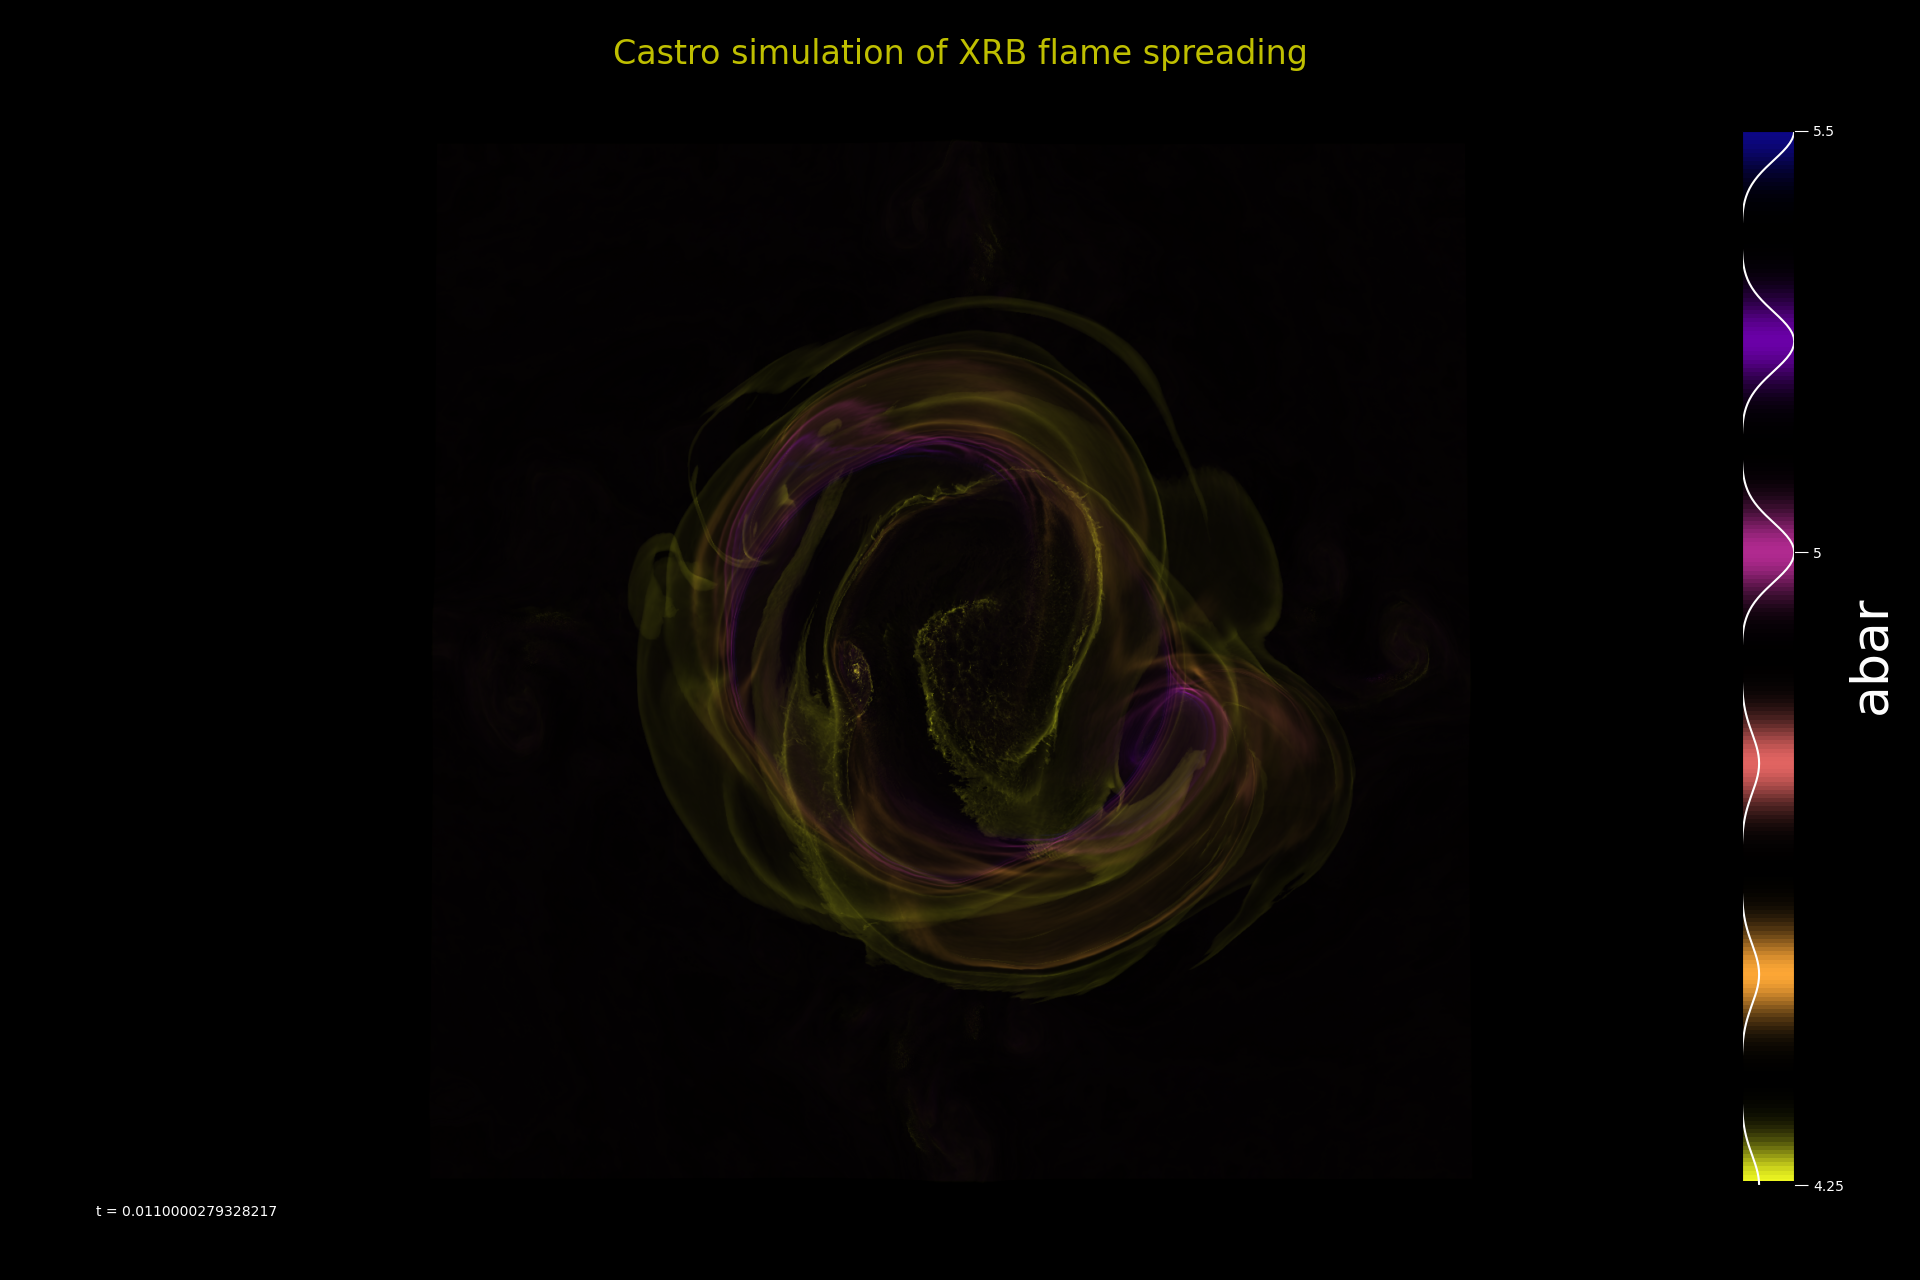 Castro simulation of XRB flame spreading
5.5
5
abar
4.25
t = 0.0110000279328217